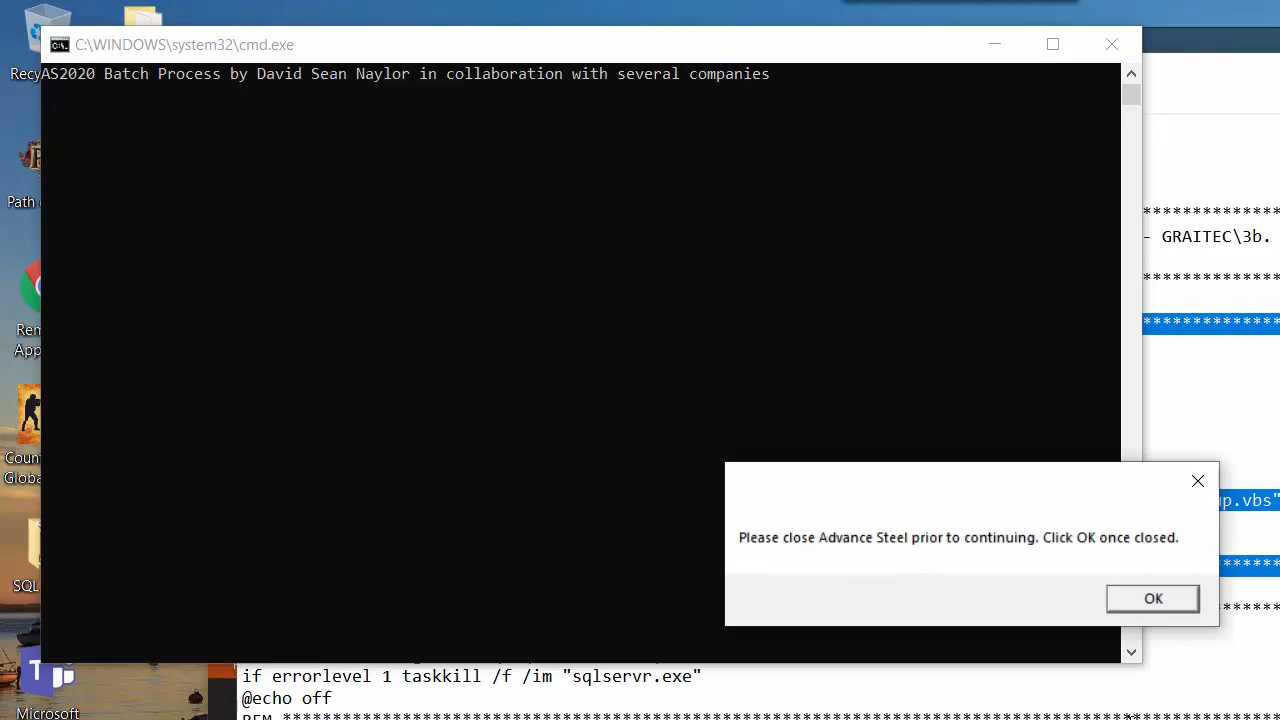 C:\WINDOWS\system32\cmd.exe
AS2020 Batch Process by David Sean Naylor in collaboration with several companies
Recy
Path
Rem
App
Coun
Globa
SQL
Microsoft
*************
- GRAITEC\3b.
*************
*************
up.vbs"
Please close Advance Steel prior to continuing. Click OK once closed.
OK
if errorlevel 1 taskkill /f /im "sqlservr.exe"
@echo off